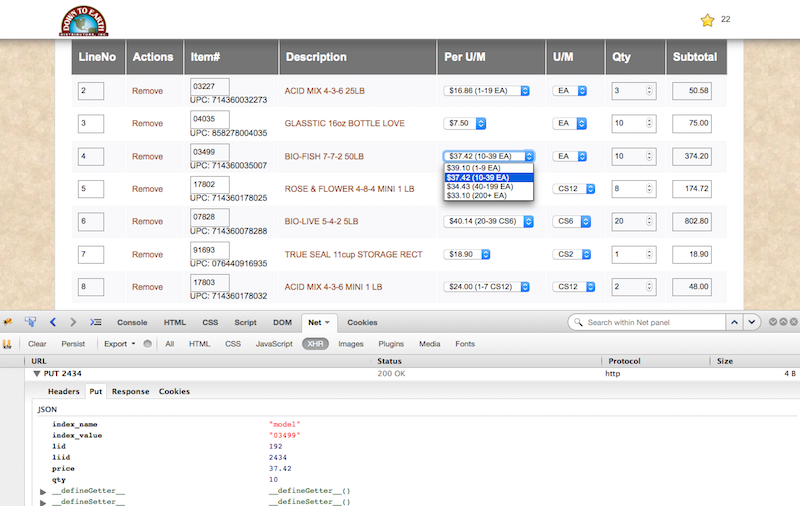 DOWN TO EARTH
DISTRIBUTORS, INC.
22
LineNo Actions Item# Description Per U/M U/M Qty Subtotal
2 Remove 03227 ACID MIX 4-3-6 25LB $16.86 (1-19 EA) EA 3 50.58
UPC: 714360032273
3 Remove 04035 GLASSTIC 16oz BOTTLE LOVE $7.50 EA 10 75.00
UPC: 858278004035
4 Remove 03499 BIO-FISH 7-7-2 50LB $37.42 (10-39 EA) EA 10 374.20
UPC: 714360035007
$39.10 (1-9 EA)
$37.42 (10-39 EA)
$34.43 (40-199 EA)
$33.10 (200+ EA)
5 Remove 17802 ROSE & FLOWER 4-8-4 MINI 1 LB CS12 8 174.72
UPC: 714360178025
6 Remove 07828 BIO-LIVE 5-4-2 5LB $40.14 (20-39 CS6) CS6 20 802.80
UPC: 714360078288
7 Remove 91693 TRUE SEAL 11cup STORAGE RECT $18.90 CS2 1 18.90
UPC: 076440916935
8 Remove 17803 ACID MIX 4-3-6 MINI 1 LB $24.00 (1-7 CS12) CS12 2 48.00
UPC: 714360178032
Console HTML CSS Script DOM Net Cookies Search within Net panel
Clear Persist Export All HTML CSS JavaScript XHR Images Plugins Media Fonts
URL Status Protocol Size
PUT 2434 200 OK http 4 B
Headers Put Response Cookies
JSON
index_name "model"
index_value "03499"
lid 192
liid 2434
price 37.42
qty 10
__defineGetter__ __defineGetter__()
__defineSetter__ __defineSetter__()